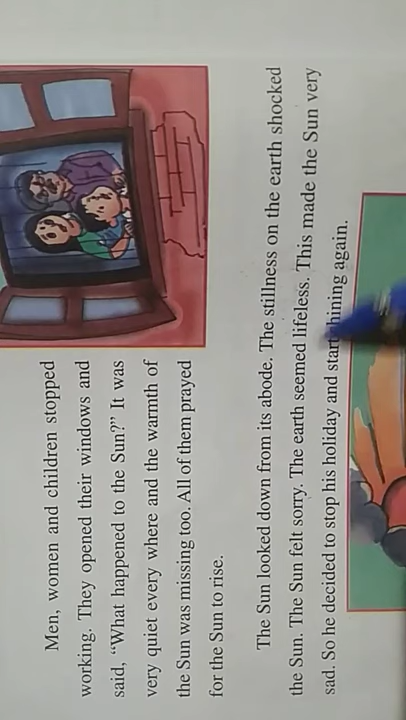 Men, women and children stopped
working. They opened their windows and
said, "What happened to the Sun?" It was
very quiet every where and the warmth of
the Sun was missing too. All of them prayed
for the Sun to rise.
The Sun looked down from its abode. The stillness on the earth shocked
the Sun. The Sun felt sorry. The earth seemed lifeless. This made the Sun very
sad. So he decided to stop his holiday and start shining again.